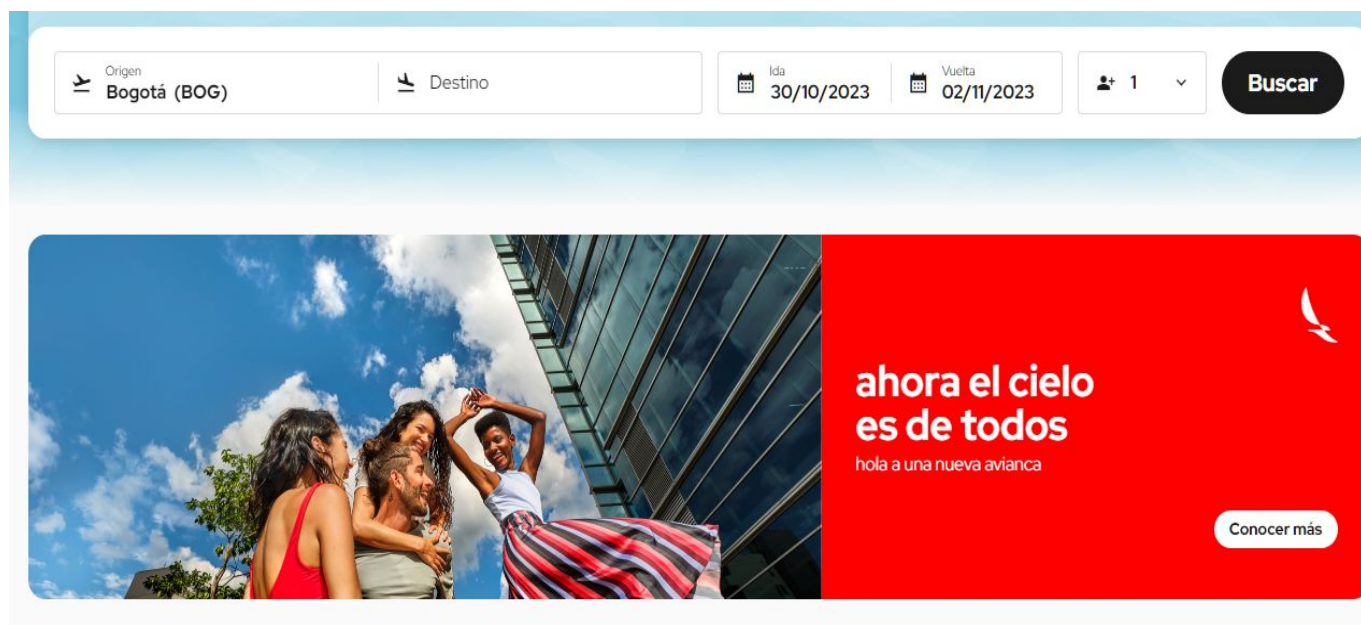 Origen
Bogotá (BOG)
Destino
Ida
30/10/2023
Vuelta
02/11/2023
1
Buscar
ahora el cielo
es de todos
hola a una nueva avianca
Conocer más